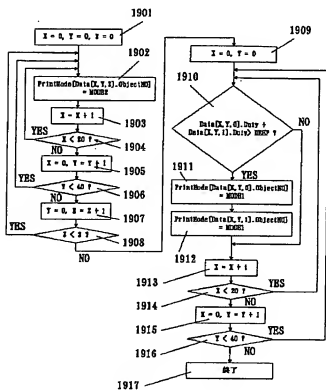 1901
X = 0, Y = 0, Z = 0
1902
PrintMode[Data[X,Y,Z].ObjectNO]
= MODE2
1903
X = X + 1
YES
X < 20 ?
1904
NO
1905
X = 0, Y = Y + 1
YES
Y < 40 ?
1906
NO
1907
Y = 0, Z = Z + 1
YES
1908
NO
1909
X = 0, Y = 0
1910
Data[X,Y,0].Duty +
Data[X,Y,1].Duty>
NO
YES
1911
PrintMode[Data[X,Y,0].ObjectNO]
= MODE1
PrintMode[Data[X,Y,1].ObjectNO]
= MODE1
1912
1913
X = X + 1
YES
1914
X < 20 ?
NO
1915
X = 0, Y = Y + 1
YES
1916
Y < 40 ?
NO
終了
1917